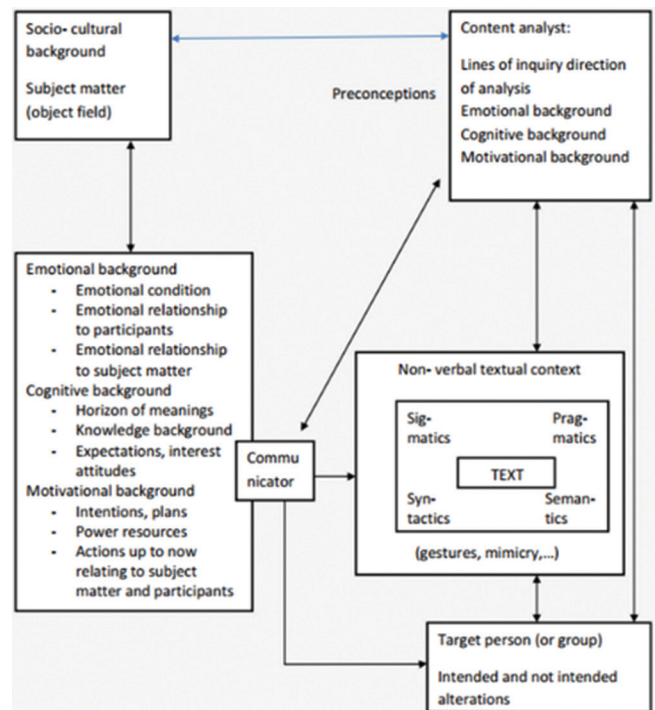 Socio- cultural
background
Subject matter
(object field)
Content analyst:
Lines of inquiry direction
of analysis
Emotional background
Cognitive background
Motivational background
Preconceptions
Emotional background
- Emotional condition
- Emotional relationship
to participants
- Emotional relationship
to subject matter
Cognitive background
- Horizon of meanings
- Knowledge background
- Expectations, interest
attitudes
Motivational background
- Intentions, plans
- Power resources
- Actions up to now
relating to subject
matter and participants
Commu
nicator
Non- verbal textual context
Sig-
matics
Prag-
matics
TEXT
Syn-
tactics
Seman-
tics
(gestures, mimicry,...)
Target person (or group)
Intended and not intended
alterations